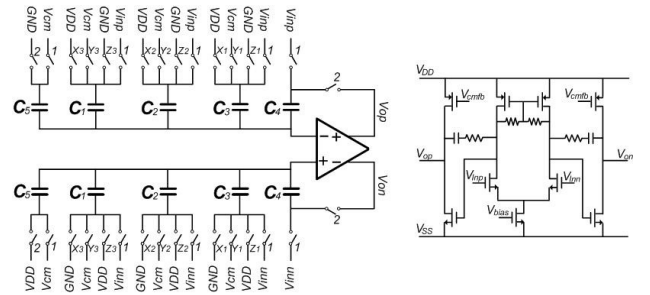 GND Vcm VDD Vcm GND Vinp VDD Vcm GND Vinp VDD Vcm GND Vinp Vinp
2 1 X3 Y3 Z3 1 X2 Y2 Z2 1 X1 Y1 Z1 1 1
2
C5 C1 C2 C3 C4
Vop
− +
+ −
C5 C1 C2 C3 C4
Von
2
2 1 X3 Y3 Z3 1 X2 Y2 Z2 1 X1 Y1 Z1 1 1
VDD Vcm GND Vcm VDD Vinn GND Vcm VDD Vinn GND Vcm VDD Vinn Vinn
VDD
Vcmfb Vcmfb
Vop Von
Vinp Vinn
Vbias
VSS